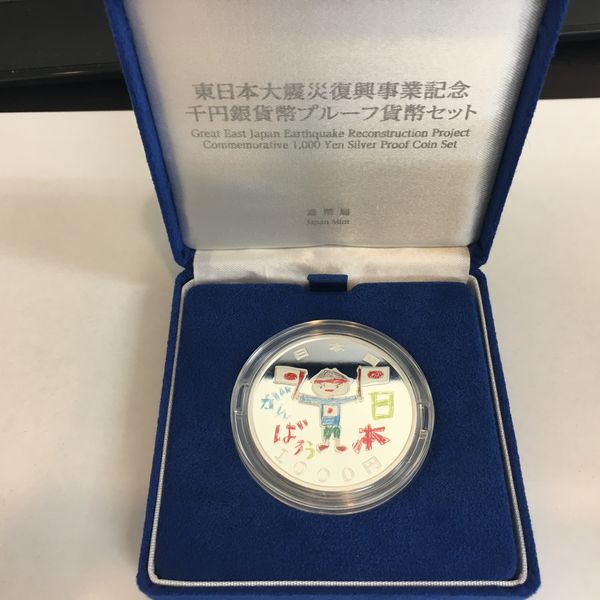 東日本大震災復興事業記念
千円銀貨幣プルーフ貨幣セット
Great East Japan Earthquake Reconstruction Project
Commemorative 1,000 Yen Silver Proof Coin Set
造幣局
Japan Mint
日本国
がんばろう
日本
1000円